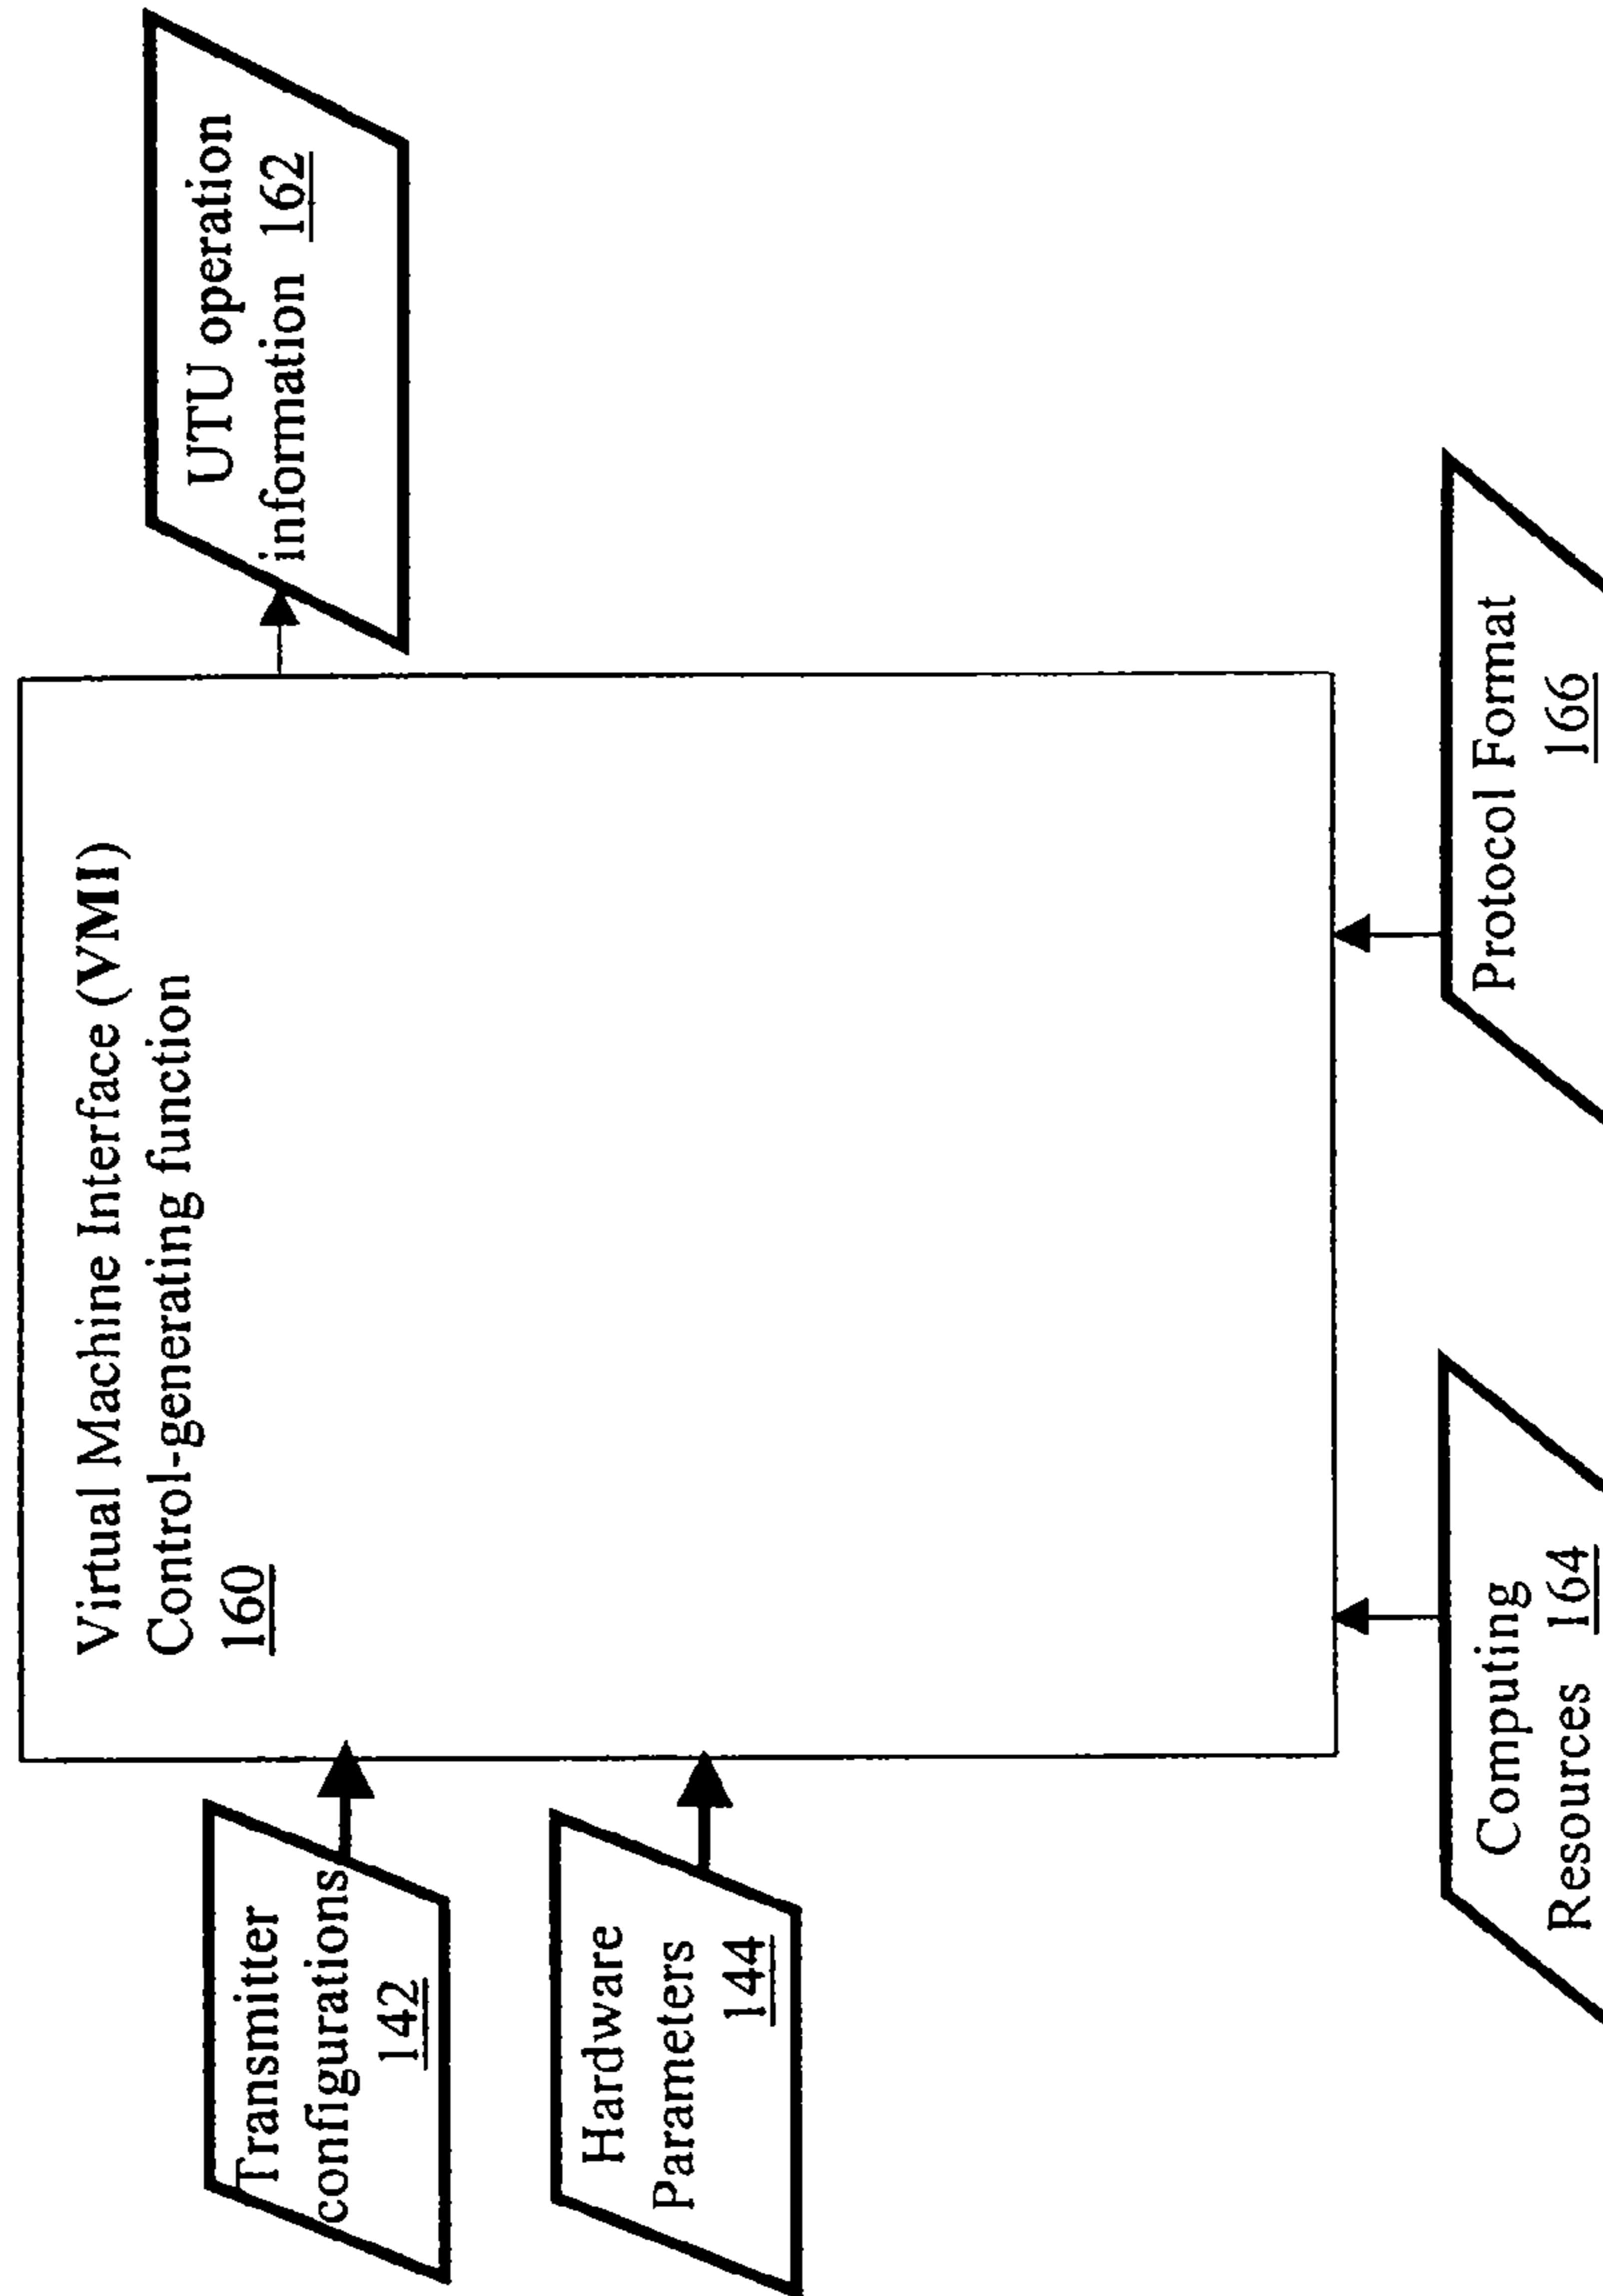 Virtual Machine Interface (VMI)
Control-generating function
160
Transmitter
configurations
142
Hardware
Parameters
144
UTU operation
information 162
Computing
Resources 164
Protocol Format
166